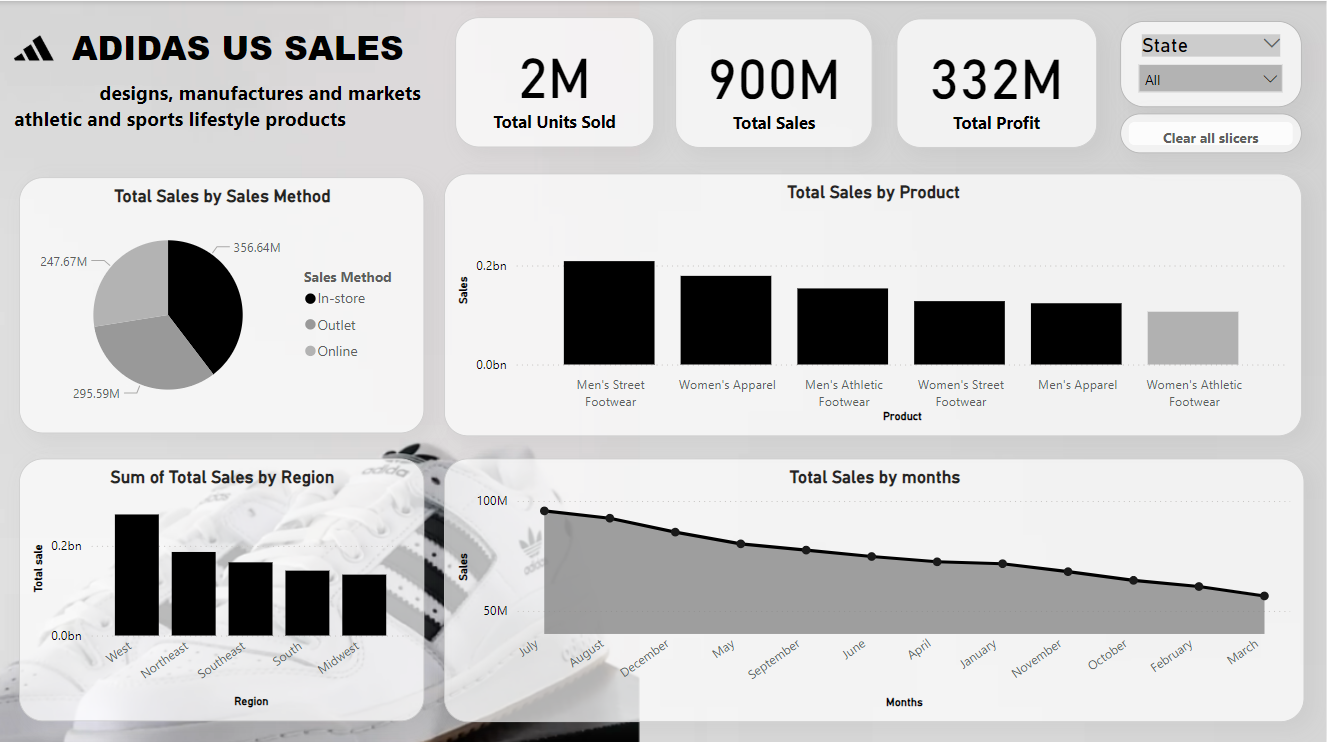 ADIDAS US SALES
designs, manufactures and markets
athletic and sports lifestyle products
2M
Total Units Sold
900M
Total Sales
332M
Total Profit
State
All
Clear all slicers
Total Sales by Sales Method
356.64M
247.67M
295.59M
Sales Method
In-store
Outlet
Online
Total Sales by Product
Sales
0.2bn
0.0bn
Men's Street
Footwear
Women's Apparel
Men's Athletic
Footwear
Women's Street
Footwear
Men's Apparel
Women's Athletic
Footwear
Product
Sum of Total Sales by Region
Total sale
0.2bn
0.0bn
West
Northeast
Southeast
South
Midwest
Region
Total Sales by months
Sales
100M
50M
July
August
December
May
September
June
April
January
November
October
February
March
Months
adidas